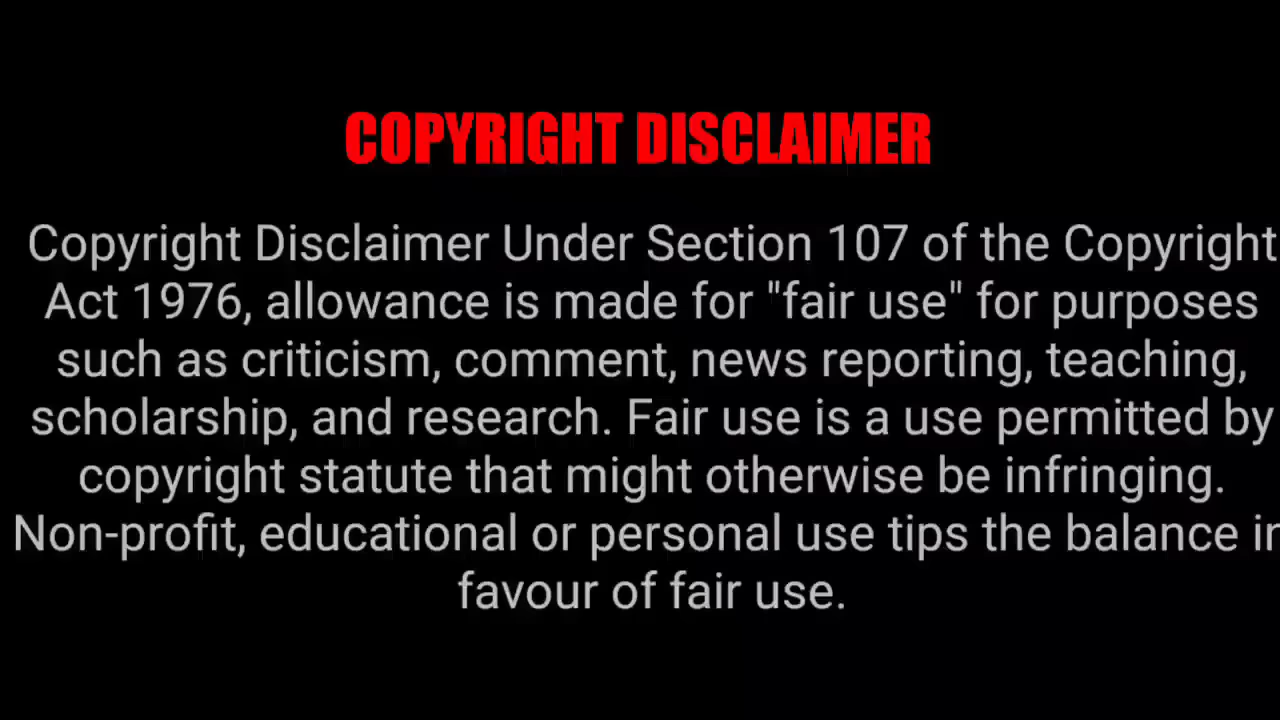 COPYRIGHT DISCLAIMER
Copyright Disclaimer Under Section 107 of the Copyright
Act 1976, allowance is made for "fair use" for purposes
such as criticism, comment, news reporting, teaching,
scholarship, and research. Fair use is a use permitted by
copyright statute that might otherwise be infringing.
Non-profit, educational or personal use tips the balance in
favour of fair use.